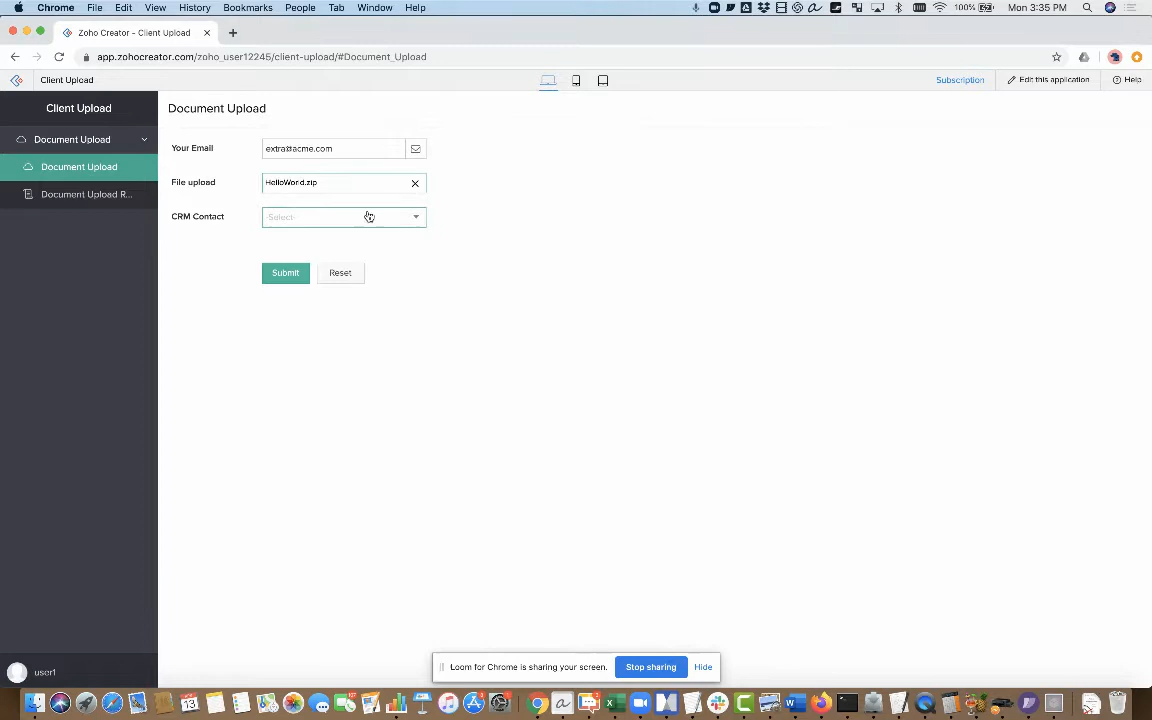 Chrome File Edit View History Bookmarks People Tab Window Help 100% Mon 3:35 PM
Zoho Creator - Client Upload
app.zohocreator.com/zoho_user12245/client-upload/#Document_Upload
Client Upload Subscription Edit this application Help
Client Upload
Document Upload
Document Upload
Document Upload R...
Document Upload
Your Email extra@acme.com
File upload HelloWorld.zip
CRM Contact -Select-
Submit Reset
user1
Loom for Chrome is sharing your screen. Stop sharing Hide
13